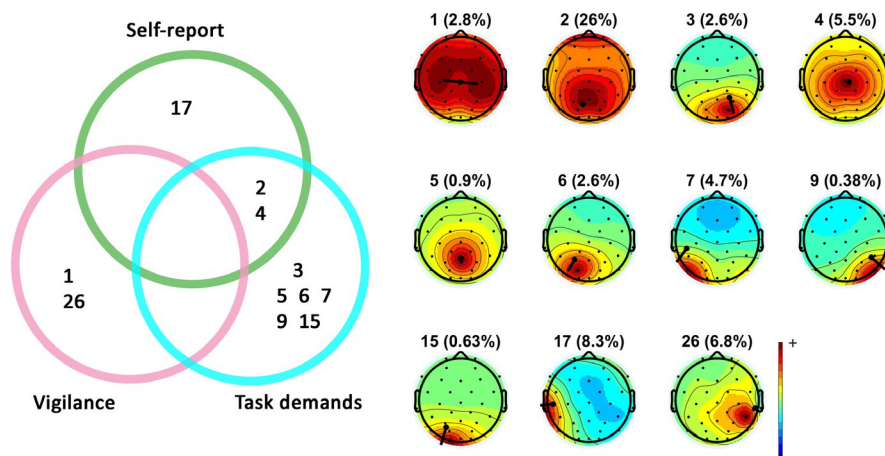 Self-report
17
2
4
1
26
3
5 6 7
9 15
Vigilance
Task demands
1 (2.8%) 2 (26%) 3 (2.6%) 4 (5.5%)
5 (0.9%) 6 (2.6%) 7 (4.7%) 9 (0.38%)
15 (0.63%) 17 (8.3%) 26 (6.8%)
+